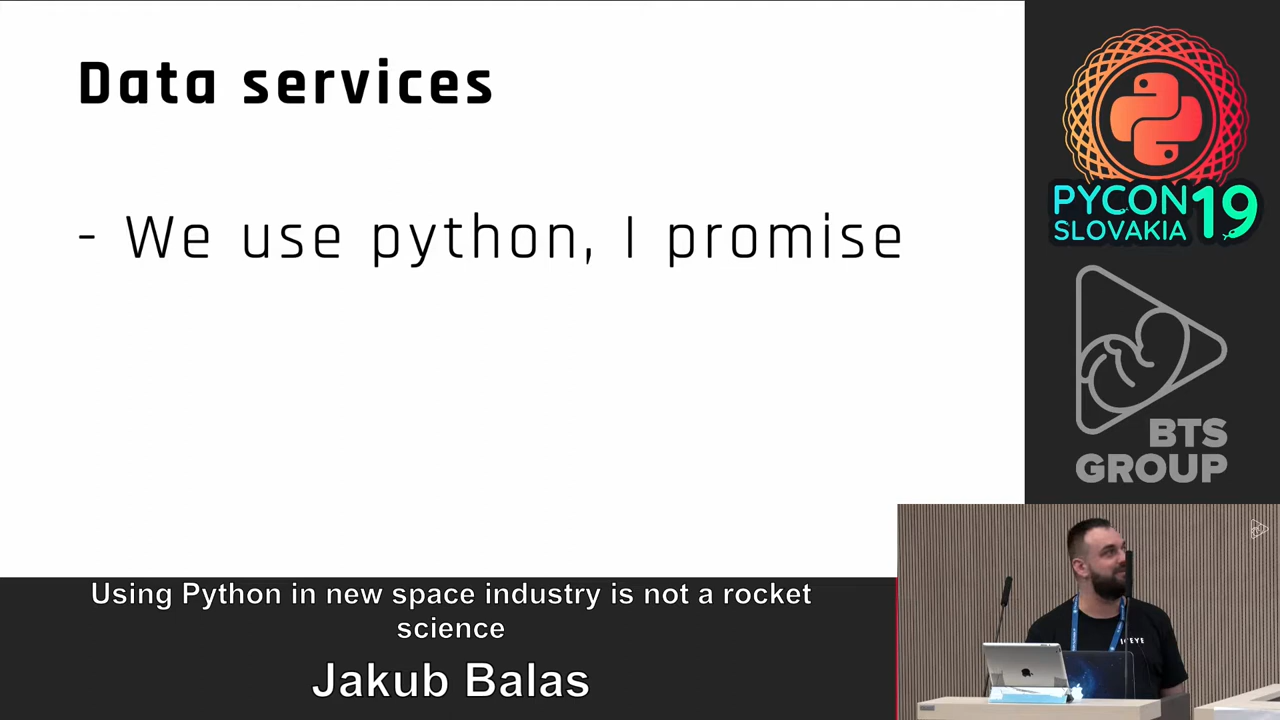 Data services
- We use python, I promise
PYCON 19
SLOVAKIA
BTS
GROUP
Using Python in new space industry is not a rocket
science
Jakub Balas